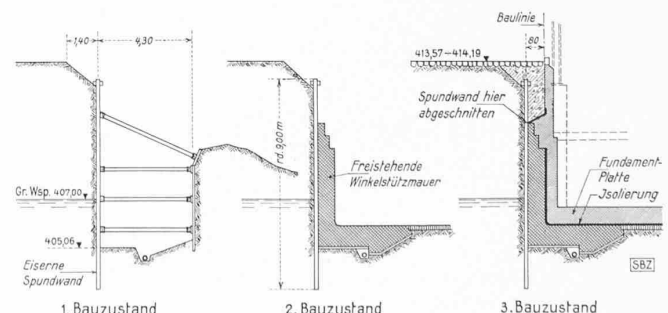 1,40
4,30
Gr. Wsp. 407,00
405,06
Eiserne
Spundwand
1. Bauzustand
rd. 9,00 m
Freistehende
Winkelstützmauer
2. Bauzustand
Baulinie
80
413,57÷414,19
Spundwand hier
abgeschnitten
Fundament-
Platte
Isolierung
SBZ
3. Bauzustand